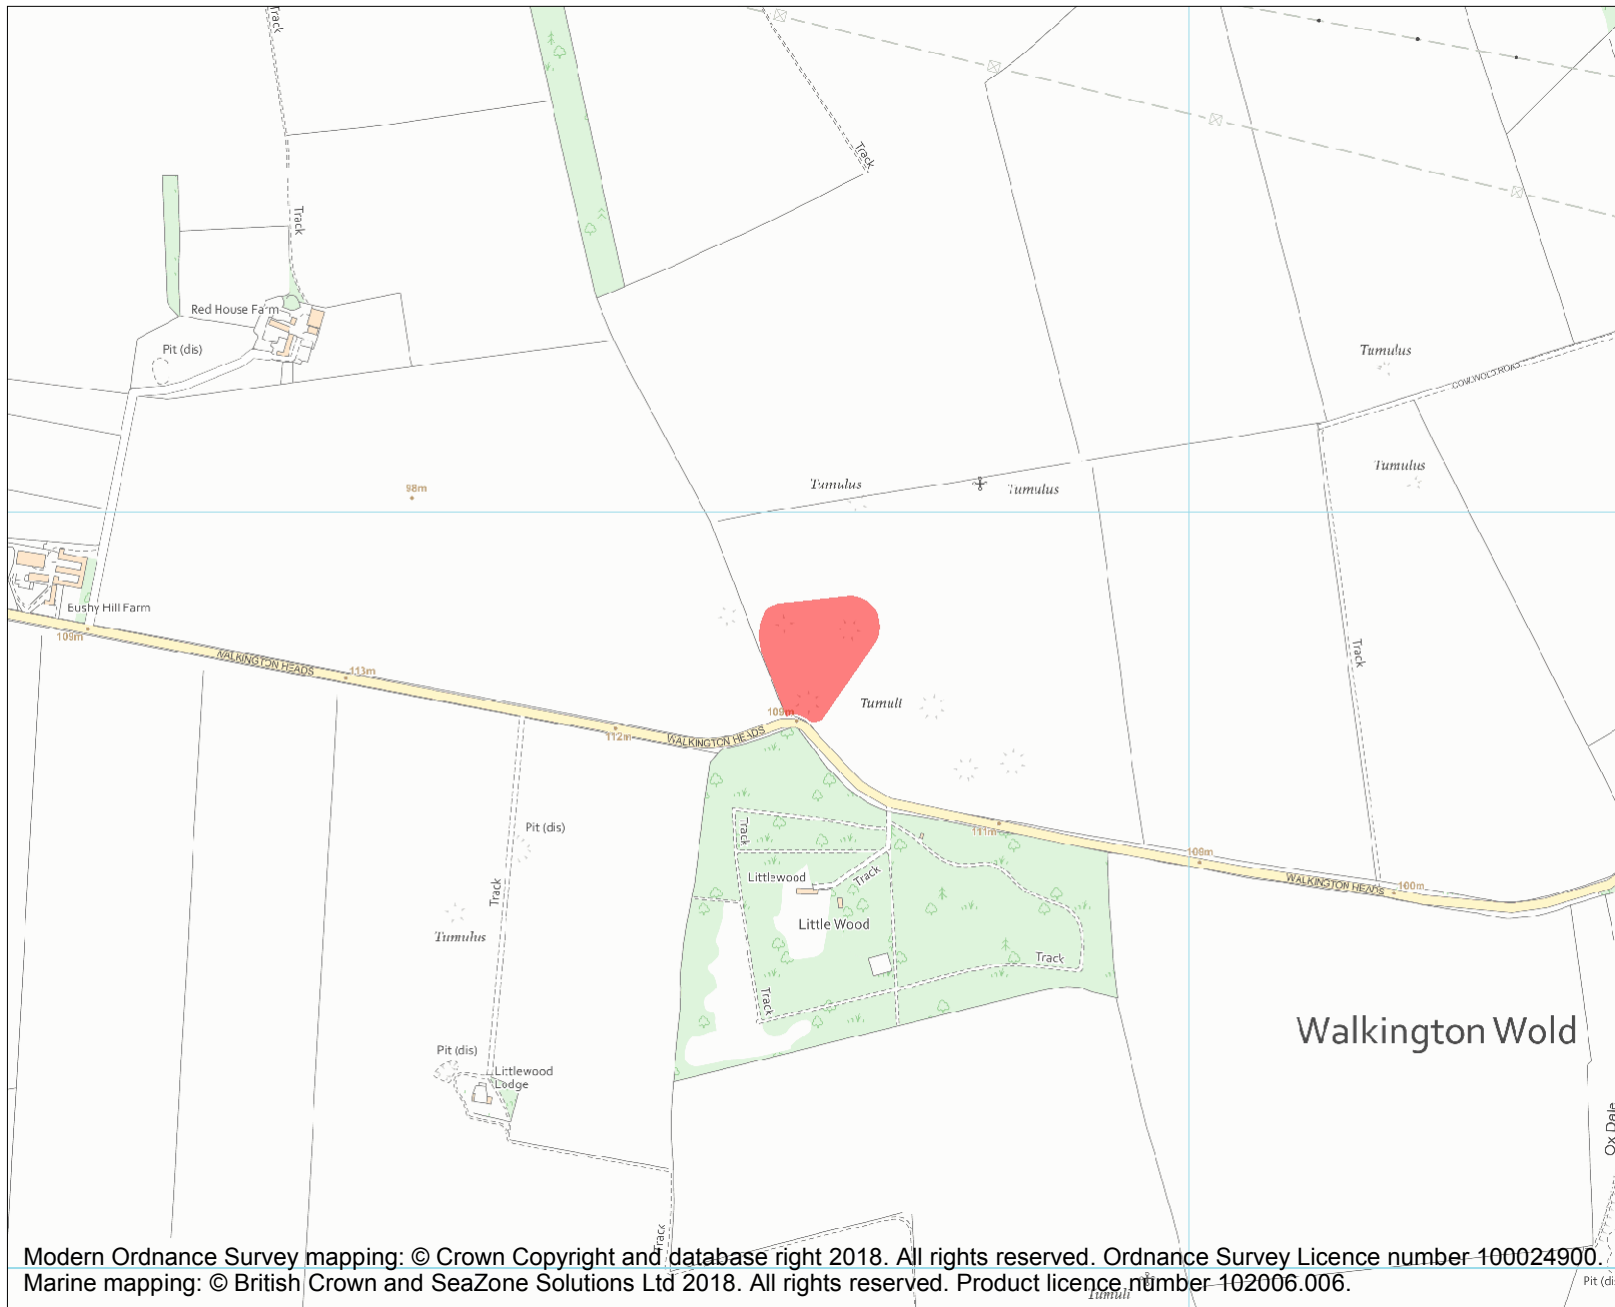 Track
Track
Track
Red House Farm
Pit (dis)
Tumulus
COW WOLD ROAD
Tumulus
Tumulus
Tumulus
98m
Bushy Hill Farm
109m
WALKINGTON HEADS
113m
Track
Tumuli
109m
112m
WALKINGTON HEADS
Pit (dis)
Track
111m
109m
Littlewood
Track
Track
WALKINGTON HEADS
100m
Little Wood
Tumulus
Track
Track
Walkington Wold
Pit (dis)
Littlewood
Lodge
Ox Dale
Track
Modern Ordnance Survey mapping: © Crown Copyright and database right 2018. All rights reserved. Ordnance Survey Licence number 100024900.
Marine mapping: © British Crown and SeaZone Solutions Ltd 2018. All rights reserved. Product licence number 102006.006.
Tumuli
Pit (dis)